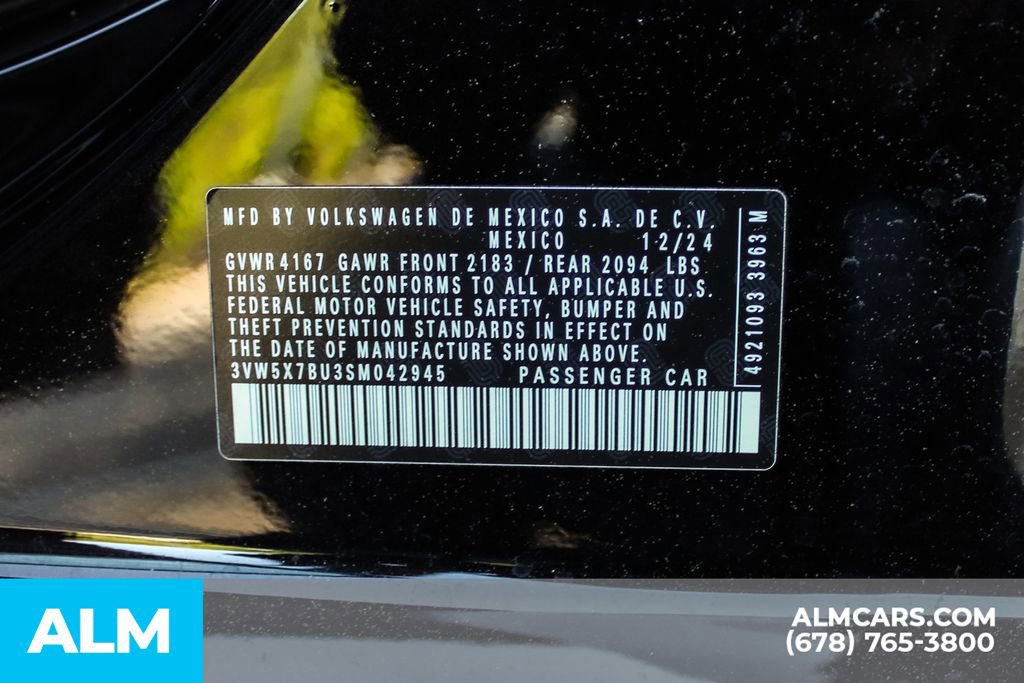 MFD BY VOLKSWAGEN DE MEXICO S.A. DE C.V.
MEXICO 12/24
GVWR 4167 GAWR FRONT 2183 / REAR 2094 LBS
THIS VEHICLE CONFORMS TO ALL APPLICABLE U.S.
FEDERAL MOTOR VEHICLE SAFETY, BUMPER AND
THEFT PREVENTION STANDARDS IN EFFECT ON
THE DATE OF MANUFACTURE SHOWN ABOVE.
3VW5X7BU3SM042945 PASSENGER CAR
4921093 3963 M
ALM
ALMCARS.COM
(678) 765-3800